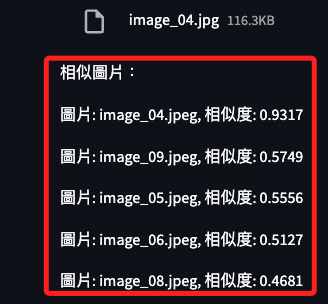 image_04.jpg 116.3KB
相似圖片：
圖片: image_04.jpeg, 相似度: 0.9317
圖片: image_09.jpeg, 相似度: 0.5749
圖片: image_05.jpeg, 相似度: 0.5556
圖片: image_06.jpeg, 相似度: 0.5127
圖片: image_08.jpeg, 相似度: 0.4681